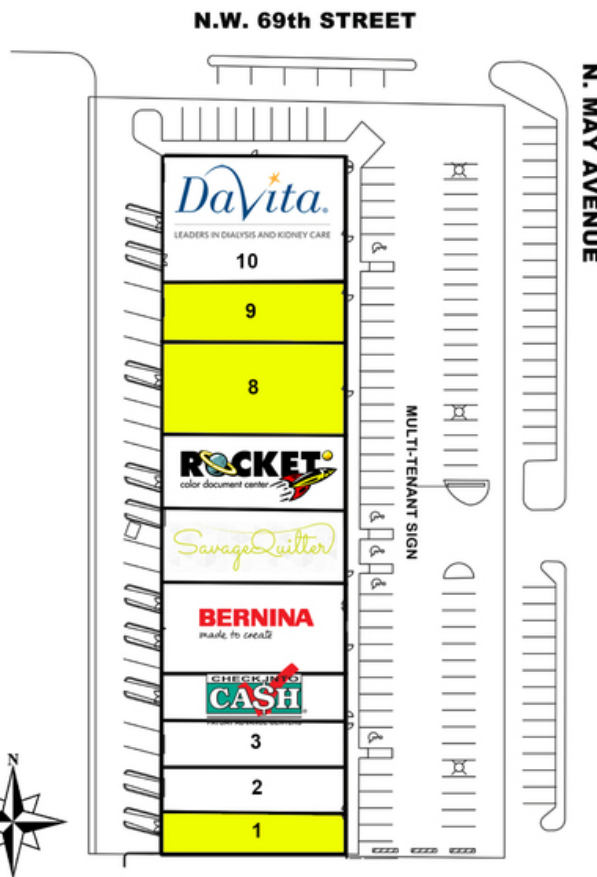 N.W. 69th STREET
N. MAY AVENUE
DaVita.
LEADERS IN DIALYSIS AND KIDNEY CARE
10
9
8
MULTI-TENANT SIGN
ROCKET
color document center
SavageQuilter
BERNINA
made to create
CHECK INTO
CA$H
3
2
1
N